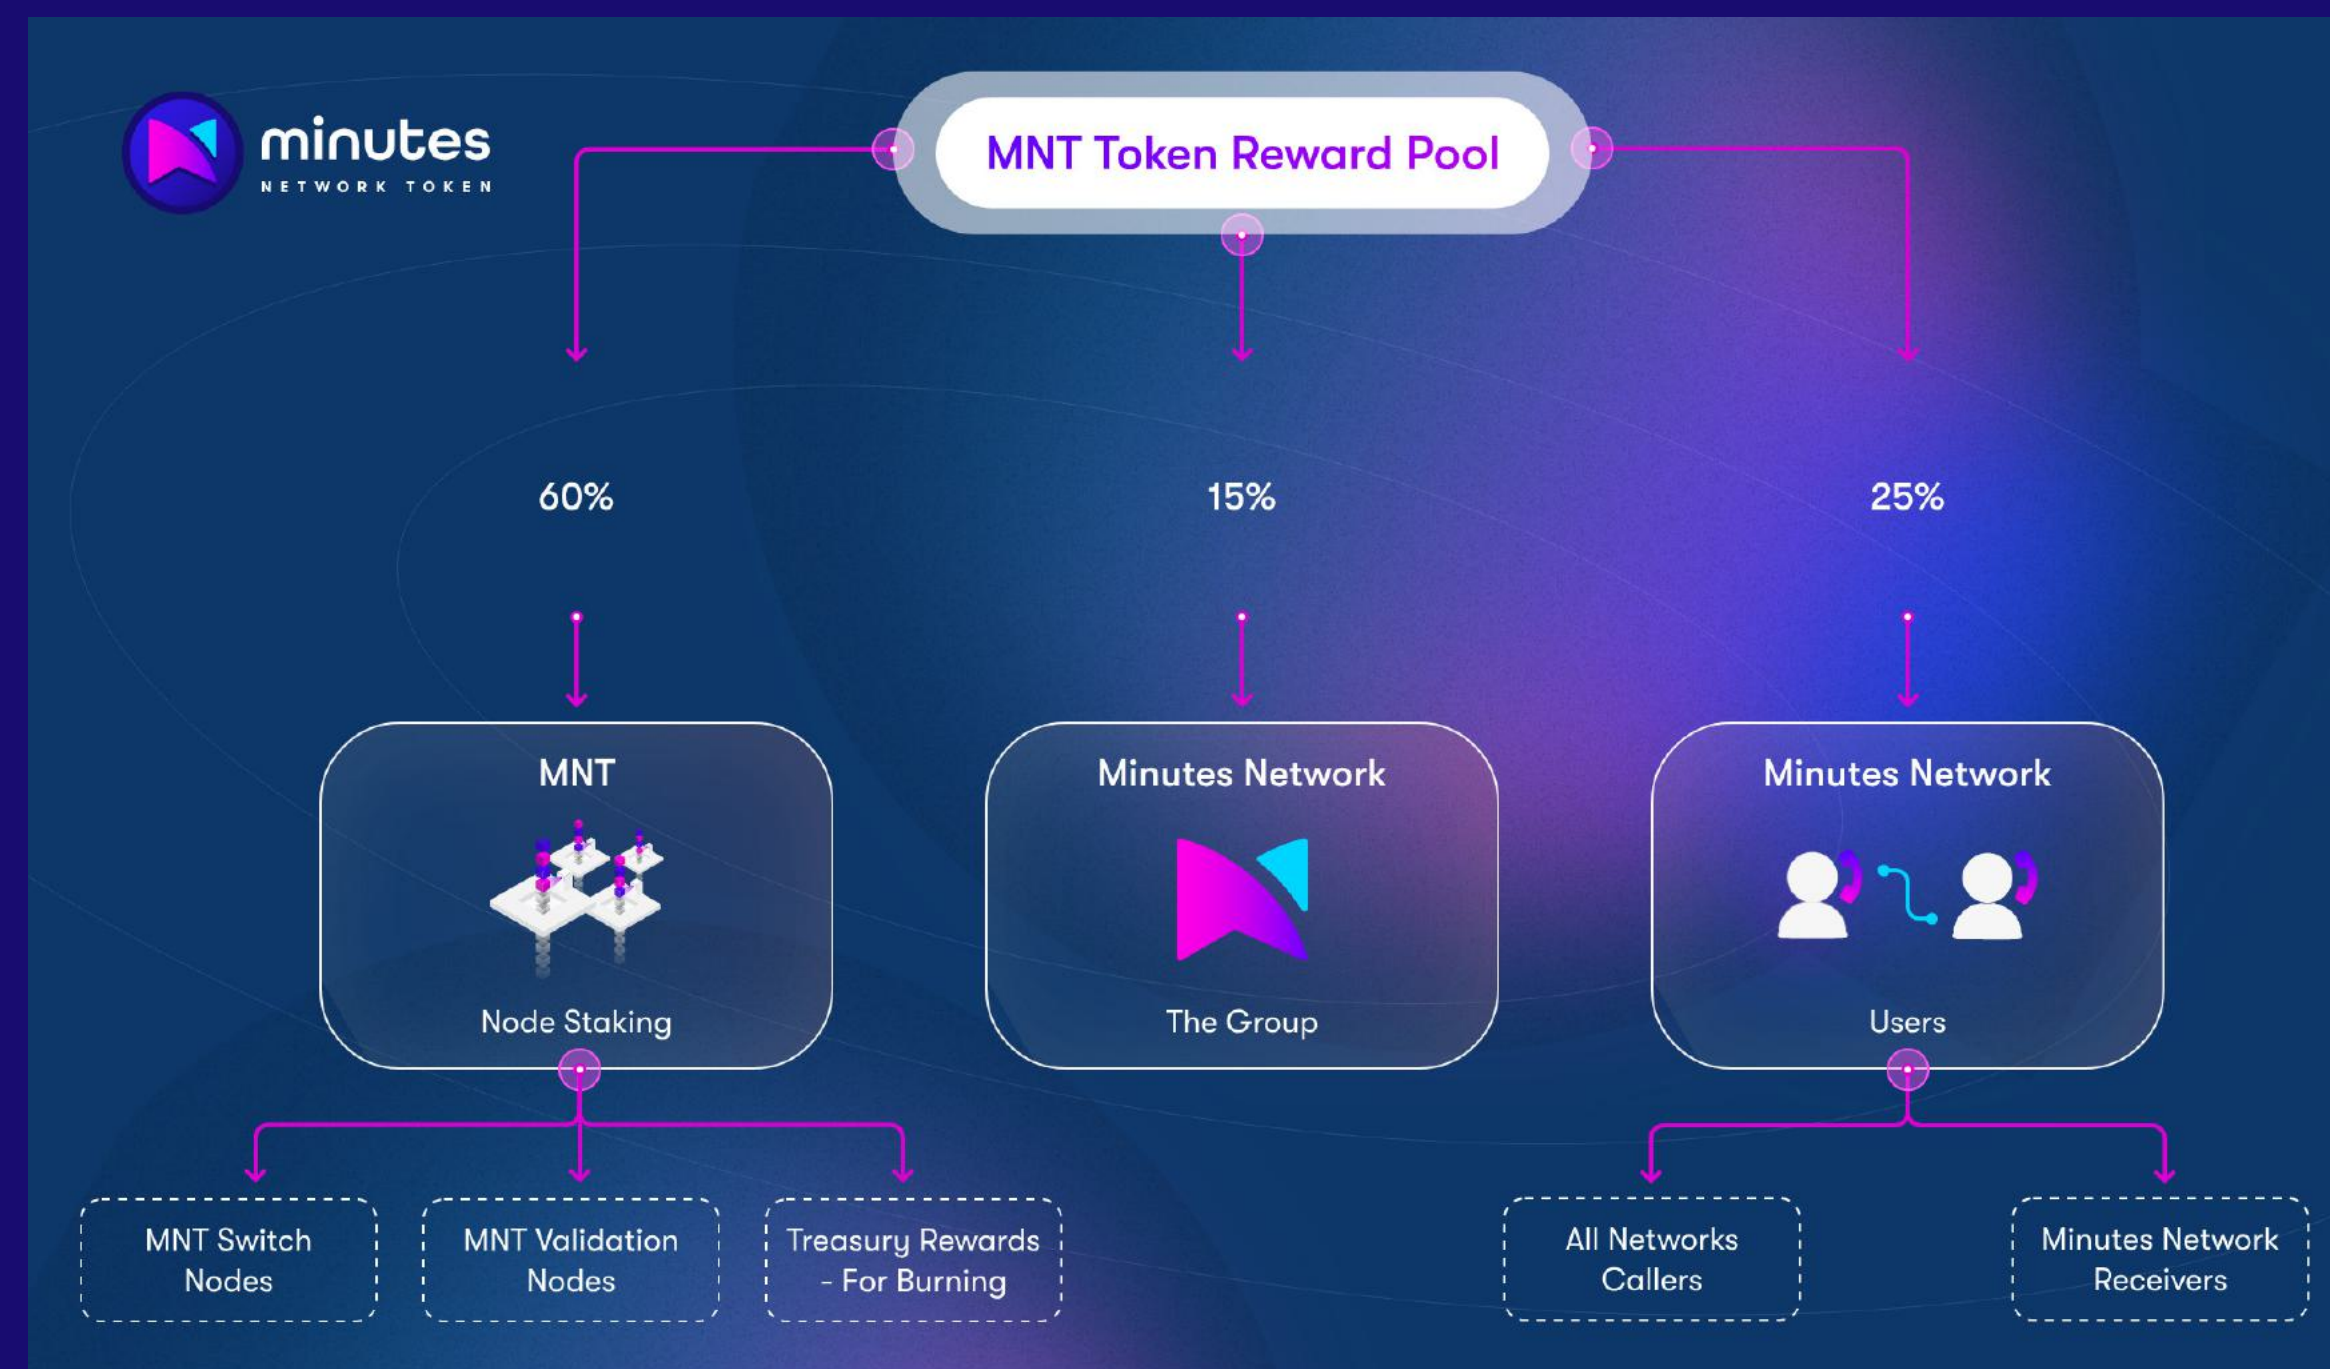 minutes
NETWORK TOKEN
MNT Token Reward Pool
60%
15%
25%
MNT
Node Staking
Minutes Network
The Group
Minutes Network
Users
MNT Switch
Nodes
MNT Validation
Nodes
Treasury Rewards
- For Burning
All Networks
Callers
Minutes Network
Receivers